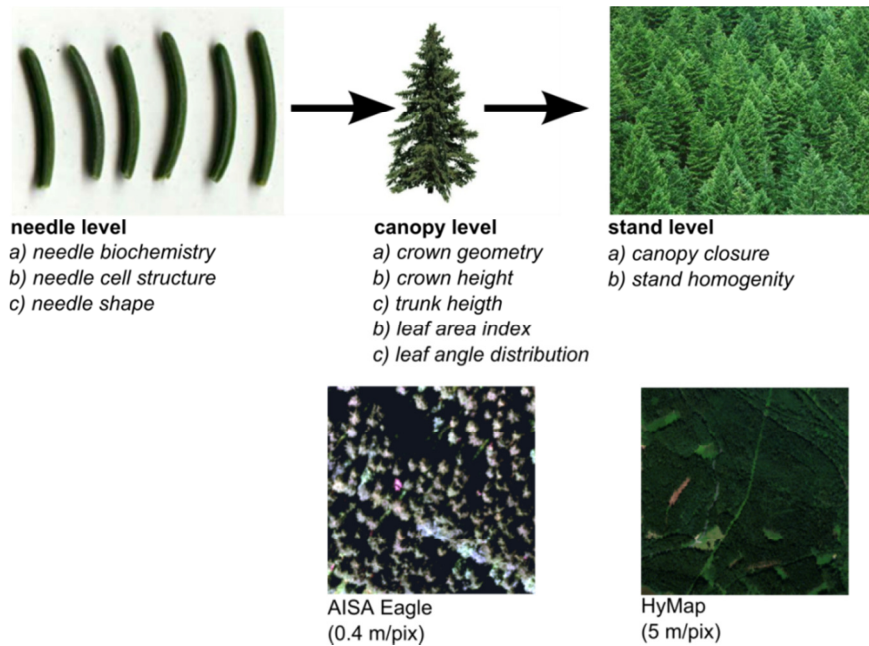 needle level
a) needle biochemistry
b) needle cell structure
c) needle shape
canopy level
a) crown geometry
b) crown height
c) trunk heigth
b) leaf area index
c) leaf angle distribution
stand level
a) canopy closure
b) stand homogenity
AISA Eagle
(0.4 m/pix)
HyMap
(5 m/pix)